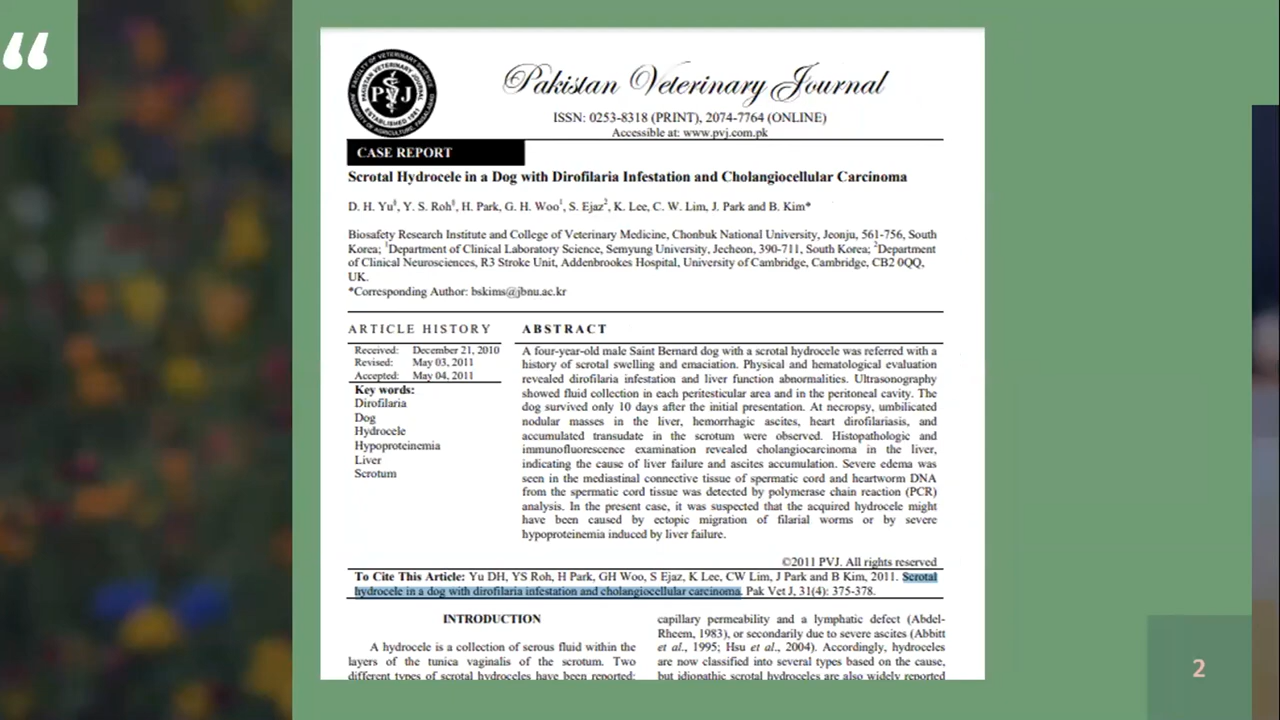 “
Pakistan Veterinary Journal
ISSN: 0253-8318 (PRINT), 2074-7764 (ONLINE)
Accessible at: www.pvj.com.pk
PVJ
CASE REPORT
Scrotal Hydrocele in a Dog with Dirofilaria Infestation and Cholangiocellular Carcinoma
D. H. Yu§, Y. S. Roh§, H. Park, G. H. Woo1, S. Ejaz2, K. Lee, C. W. Lim, J. Park and B. Kim*
Biosafety Research Institute and College of Veterinary Medicine, Chonbuk National University, Jeonju, 561-756, South
Korea; 1Department of Clinical Laboratory Science, Semyung University, Jecheon, 390-711, South Korea; 2Department
of Clinical Neurosciences, R3 Stroke Unit, Addenbrookes Hospital, University of Cambridge, Cambridge, CB2 0QQ,
UK.
*Corresponding Author: bskims@jbnu.ac.kr
ARTICLE HISTORY
Received: December 21, 2010
Revised: May 03, 2011
Accepted: May 04, 2011
Key words:
Dirofilaria
Dog
Hydrocele
Hypoproteinemia
Liver
Scrotum
ABSTRACT
A four-year-old male Saint Bernard dog with a scrotal hydrocele was referred with a
history of scrotal swelling and emaciation. Physical and hematological evaluation
revealed dirofilaria infestation and liver function abnormalities. Ultrasonography
showed fluid collection in each peritesticular area and in the peritoneal cavity. The
dog survived only 10 days after the initial presentation. At necropsy, umbilicated
nodular masses in the liver, hemorrhagic ascites, heart dirofilariasis, and
accumulated transudate in the scrotum were observed. Histopathologic and
immunofluorescence examination revealed cholangiocarcinoma in the liver,
indicating the cause of liver failure and ascites accumulation. Severe edema was
seen in the mediastinal connective tissue of spermatic cord and heartworm DNA
from the spermatic cord tissue was detected by polymerase chain reaction (PCR)
analysis. In the present case, it was suspected that the acquired hydrocele might
have been caused by ectopic migration of filarial worms or by severe
hypoproteinemia induced by liver failure.
©2011 PVJ. All rights reserved
To Cite This Article: Yu DH, YS Roh, H Park, GH Woo, S Ejaz, K Lee, CW Lim, J Park and B Kim, 2011. Scrotal
hydrocele in a dog with dirofilaria infestation and cholangiocellular carcinoma. Pak Vet J, 31(4): 375-378.
INTRODUCTION
A hydrocele is a collection of serous fluid within the
layers of the tunica vaginalis of the scrotum. Two
different types of scrotal hydroceles have been reported:
capillary permeability and a lymphatic defect (Abdel-
Rheem, 1983), or secondarily due to severe ascites (Abbitt
et al., 1995; Hsu et al., 2004). Accordingly, hydroceles
are now classified into several types based on the cause,
but idiopathic scrotal hydroceles are also widely reported
2